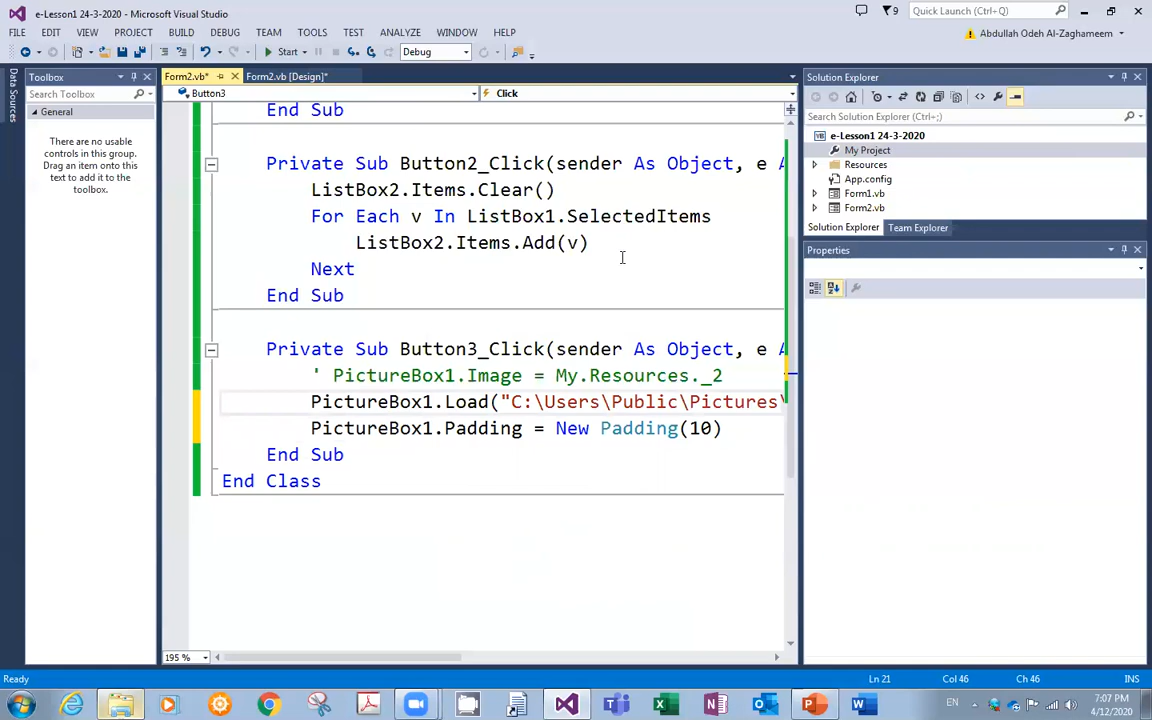 e-Lesson1 24-3-2020 - Microsoft Visual Studio
9
Quick Launch (Ctrl+Q)
FILE EDIT VIEW PROJECT BUILD DEBUG TEAM TOOLS TEST ANALYZE WINDOW HELP
Abdullah Odeh Al-Zaghameem
Start Debug
Data Sources
Toolbox
Search Toolbox
General
There are no usable
controls in this group.
Drag an item onto this
text to add it to the
toolbox.
Form2.vb* Form2.vb [Design]*
Button3 Click
End Sub
Private Sub Button2_Click(sender As Object, e A
ListBox2.Items.Clear()
For Each v In ListBox1.SelectedItems
ListBox2.Items.Add(v)
Next
End Sub
Private Sub Button3_Click(sender As Object, e A
' PictureBox1.Image = My.Resources._2
PictureBox1.Load("C:\Users\Public\Pictures\
PictureBox1.Padding = New Padding(10)
End Sub
End Class
195 %
Solution Explorer
Search Solution Explorer (Ctrl+;)
e-Lesson1 24-3-2020
My Project
Resources
App.config
Form1.vb
Form2.vb
Solution Explorer Team Explorer
Properties
Ready Ln 21 Col 46 Ch 46 INS
EN
7:07 PM
4/12/2020